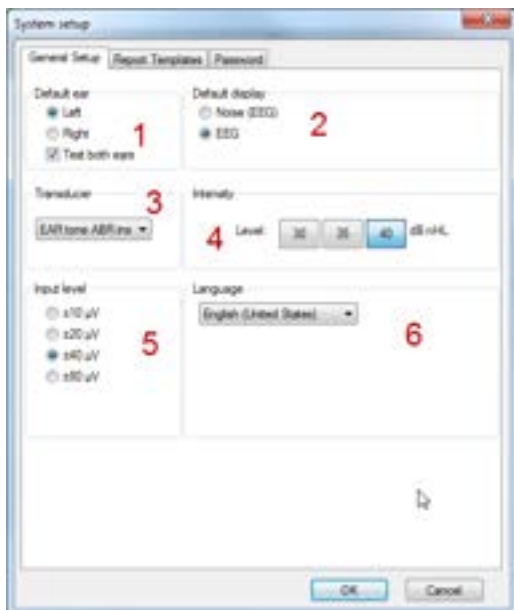 System setup
General Setup Report Templates Password
Default ear
Left
Right
Test both ears
1
Default display
Noise (EEG)
EEG
2
Transducer
3
EARtone ABR ins
Intensity
4
Level: 30 35 40 dB nHL
Input level
±10 µV
±20 µV
±40 µV
±80 µV
5
Language
English (United States)
6
OK
Cancel